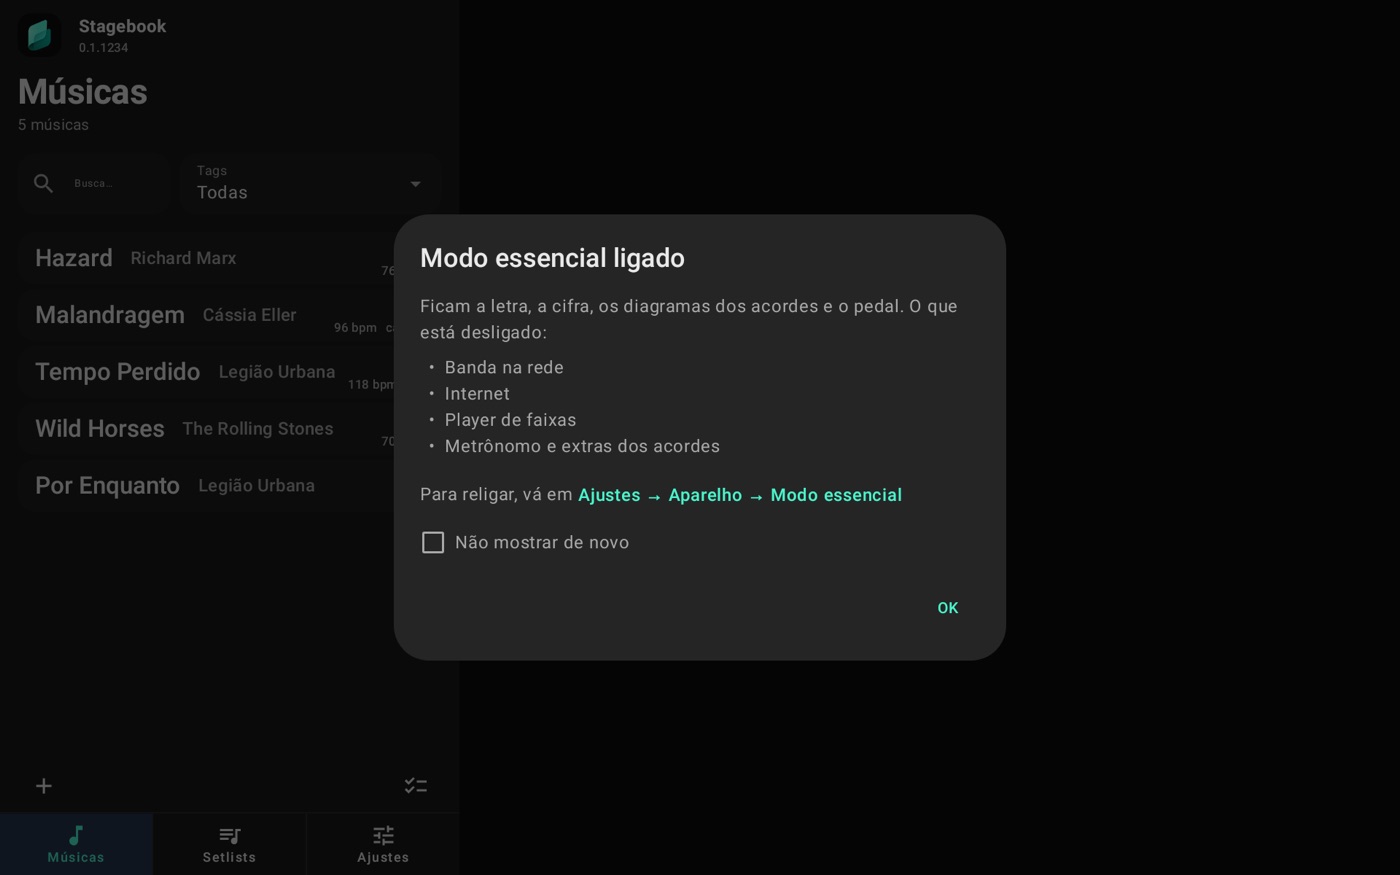 Stagebook
0.1.1234
Músicas
5 músicas
Busca…
Tags
Todas
Hazard Richard Marx
76
Malandragem Cássia Eller
96 bpm
Tempo Perdido Legião Urbana
118 bpm
Wild Horses The Rolling Stones
70
Por Enquanto Legião Urbana
Modo essencial ligado
Ficam a letra, a cifra, os diagramas dos acordes e o pedal. O que
está desligado:
• Banda na rede
• Internet
• Player de faixas
• Metrônomo e extras dos acordes
Para religar, vá em Ajustes → Aparelho → Modo essencial
Não mostrar de novo
OK
Músicas
Setlists
Ajustes